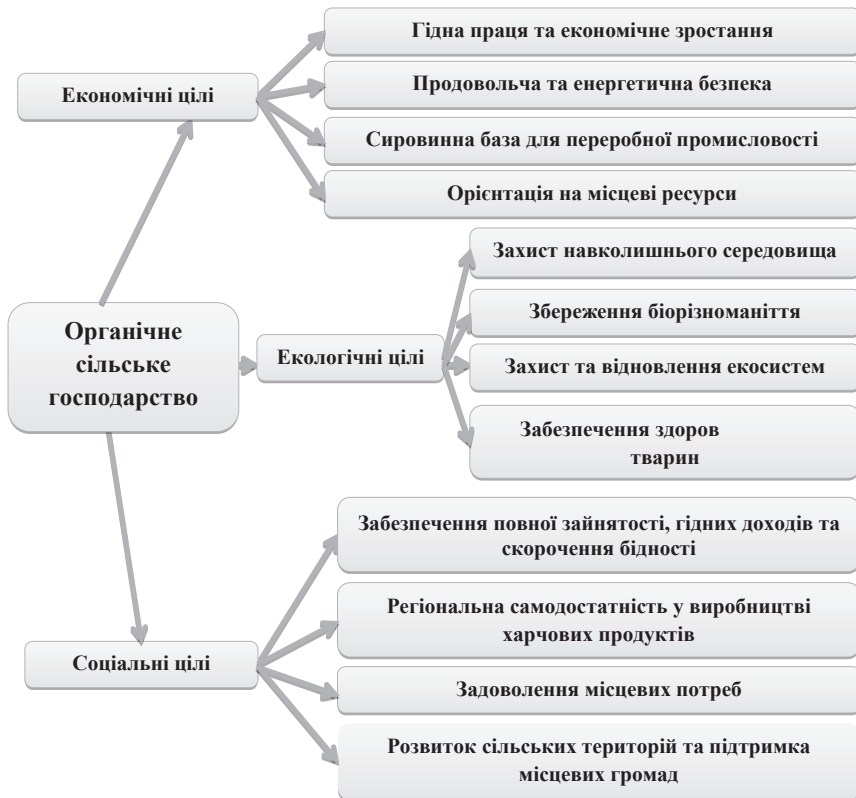 Гідна праця та економічне зростання
Економічні цілі
Продовольча та енергетична безпека
Сировинна база для переробної промисловості
Орієнтація на місцеві ресурси
Захист навколишнього середовища
Збереження біорізноманіття
Органічне
сільське
господарство
Екологічні цілі
Захист та відновлення екосистем
Забезпечення здоров
тварин
Забезпечення повної зайнятості, гідних доходів та
скорочення бідності
Регіональна самодостатність у виробництві
харчових продуктів
Соціальні цілі
Задоволення місцевих потреб
Розвиток сільських територій та підтримка
місцевих громад